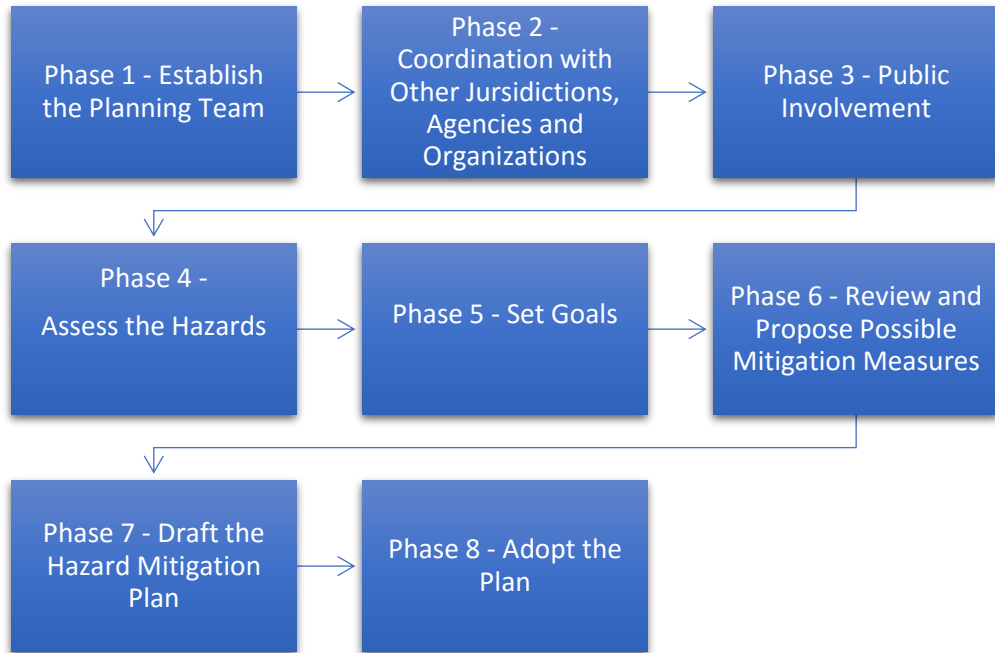 Phase 1 - Establish
the Planning Team
Phase 2 -
Coordination with
Other Jursidictions,
Agencies and
Organizations
Phase 3 - Public
Involvement
Phase 4 -
Assess the Hazards
Phase 5 - Set Goals
Phase 6 - Review and
Propose Possible
Mitigation Measures
Phase 7 - Draft the
Hazard Mitigation
Plan
Phase 8 - Adopt the
Plan